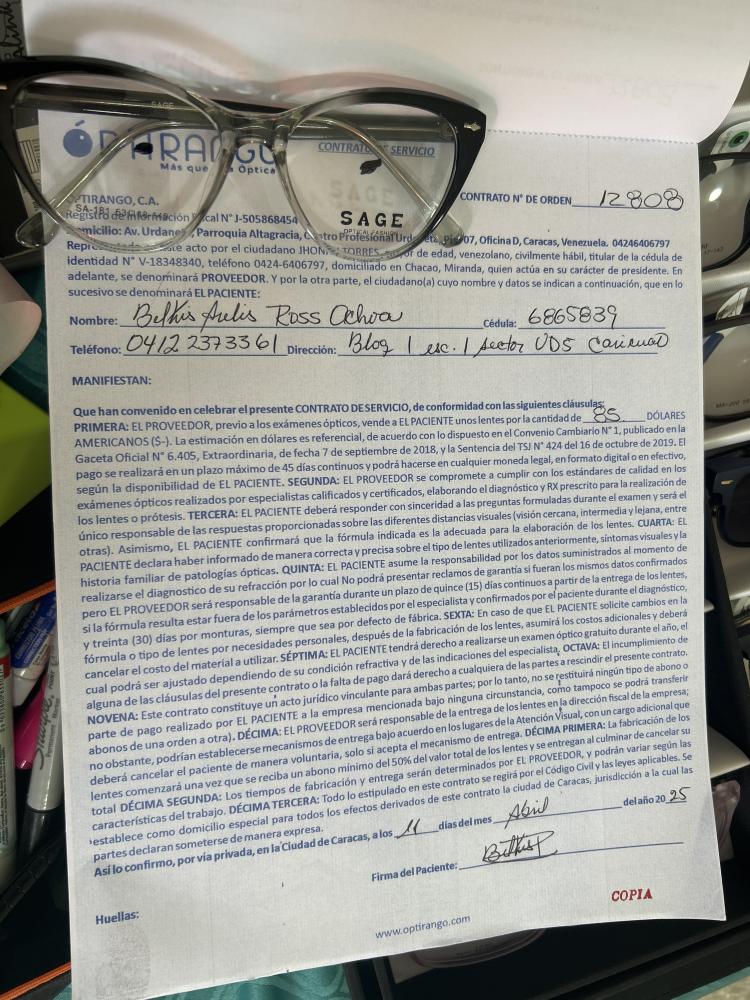 SAGE
CONTRATO DE SERVICIO
Más que Óptica
SAGE
OPTIRANGO, C.A.
CONTRATO N° DE ORDEN 12808
SA-181
Registro de Información Fiscal N° J-505868454
Domicilio: Av. Urdaneta, Parroquia Altagracia, Centro Profesional Urdaneta, Piso 07, Oficina D, Caracas, Venezuela. 04246406797
este acto por el ciudadano TORRES, mayor de edad, venezolano, civilmente hábil, titular de la cédula de
identidad N° V-18348340, teléfono 0424-6406797, domiciliado en Chacao, Miranda, quien actúa en su carácter de presidente. En
adelante, se denominará PROVEEDOR. Y por la otra parte, el ciudadano(a) cuyo nombre y datos se indican a continuación, que en lo
sucesivo se denominará EL PACIENTE:
Nombre: Belkis Aulis Ross Ochoa Cédula: 6865839
Teléfono: 0412 2373361 Dirección: Bloq 1 esc. 1 sector UD5 Caricuao
MANIFIESTAN:
Que han convenido en celebrar el presente CONTRATO DE SERVICIO, de conformidad con las siguientes cláusulas:
PRIMERA: EL PROVEEDOR, previo a los exámenes ópticos, vende a EL PACIENTE unos lentes por la cantidad de 85 DÓLARES
AMERICANOS ($-). La estimación en dólares es referencial, de acuerdo con lo dispuesto en el Convenio Cambiario N° 1, publicado en la
Gaceta Oficial N° 6.405, Extraordinaria, de fecha 7 de septiembre de 2018, y la Sentencia del TSJ N° 424 del 16 de octubre de 2019. El
pago se realizará en un plazo máximo de 45 días continuos y podrá hacerse en cualquier moneda legal, en formato digital o en efectivo,
según la disponibilidad de EL PACIENTE. SEGUNDA: EL PROVEEDOR se compromete a cumplir con los estándares de calidad en los
exámenes ópticos realizados por especialistas calificados y certificados, elaborando el diagnóstico y RX prescrito para la realización de
los lentes o prótesis. TERCERA: EL PACIENTE deberá responder con sinceridad a las preguntas formuladas durante el examen y será el
único responsable de las respuestas proporcionadas sobre las diferentes distancias visuales (visión cercana, intermedia y lejana, entre
otras). Asimismo, EL PACIENTE confirmará que la fórmula indicada es la adecuada para la elaboración de los lentes. CUARTA: EL
PACIENTE declara haber informado de manera correcta y precisa sobre el tipo de lentes utilizados anteriormente, síntomas visuales y la
historia familiar de patologías ópticas. QUINTA: EL PACIENTE asume la responsabilidad por los datos suministrados al momento de
realizarse el diagnostico de su refracción por lo cual No podrá presentar reclamos de garantía si fueran los mismos datos confirmados
pero EL PROVEEDOR será responsable de la garantía durante un plazo de quince (15) días continuos a partir de la entrega de los lentes,
si la fórmula resulta estar fuera de los parámetros establecidos por el especialista y confirmados por el paciente durante el diagnóstico,
y treinta (30) días por monturas, siempre que sea por defecto de fábrica. SEXTA: En caso de que EL PACIENTE solicite cambios en la
fórmula o tipo de lentes por necesidades personales, después de la fabricación de los lentes, asumirá los costos adicionales y deberá
cancelar el costo del material a utilizar. SÉPTIMA: EL PACIENTE tendrá derecho a realizarse un examen óptico gratuito durante el año, el
cual podrá ser ajustado dependiendo de su condición refractiva y de las indicaciones del especialista. OCTAVA: El incumplimiento de
alguna de las cláusulas del presente contrato o la falta de pago dará derecho a cualquiera de las partes a rescindir el presente contrato.
NOVENA: Este contrato constituye un acto jurídico vinculante para ambas partes; por lo tanto, no se restituirá ningún tipo de abono o
parte de pago realizado por EL PACIENTE a la empresa mencionada bajo ninguna circunstancia, como tampoco se podrá transferir
abonos de una orden a otra). DÉCIMA: EL PROVEEDOR será responsable de la entrega de los lentes en la dirección fiscal de la empresa;
no obstante, podrían establecerse mecanismos de entrega bajo acuerdo en los lugares de la Atención Visual, con un cargo adicional que
deberá cancelar el paciente de manera voluntaria, solo si acepta el mecanismo de entrega. DÉCIMA PRIMERA: La fabricación de los
lentes comenzará una vez que se reciba un abono mínimo del 50% del valor total de los lentes y se entregan al culminar de cancelar su
total DÉCIMA SEGUNDA: Los tiempos de fabricación y entrega serán determinados por EL PROVEEDOR, y podrán variar según las
características del trabajo. DÉCIMA TERCERA: Todo lo estipulado en este contrato se regirá por el Código Civil y las leyes aplicables. Se
establece como domicilio especial para todos los efectos derivados de este contrato la ciudad de Caracas, jurisdicción a la cual las
partes declaran someterse de manera expresa.
Así lo confirmo, por vía privada, en la Ciudad de Caracas, a los 11 días del mes Abril del año 2025
Firma del Paciente: Belkis R
Huellas:
COPIA
www.optirango.com